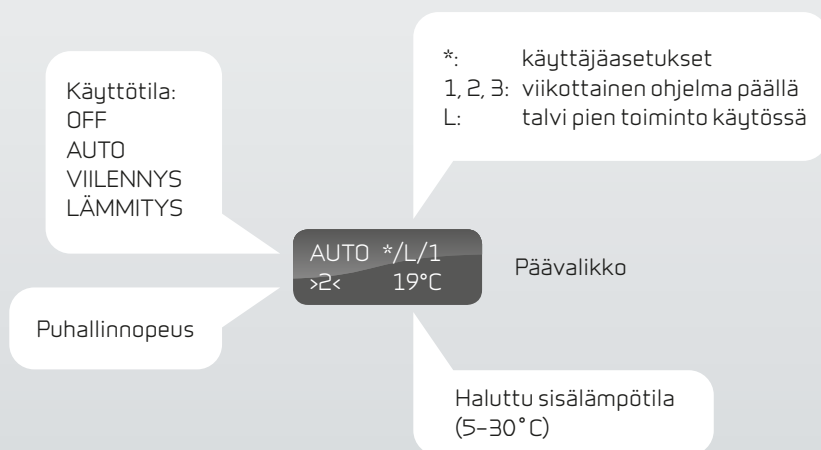 *: käyttäjäasetukset
1, 2, 3: viikottainen ohjelma päällä
L: talvi pien toiminto käytössä
Käyttötila:
OFF
AUTO
VIILENNYS
LÄMMITYS
AUTO */L/1
>2< 19°C
Päävalikko
Puhallinnopeus
Haluttu sisälämpötila
(5–30°C)